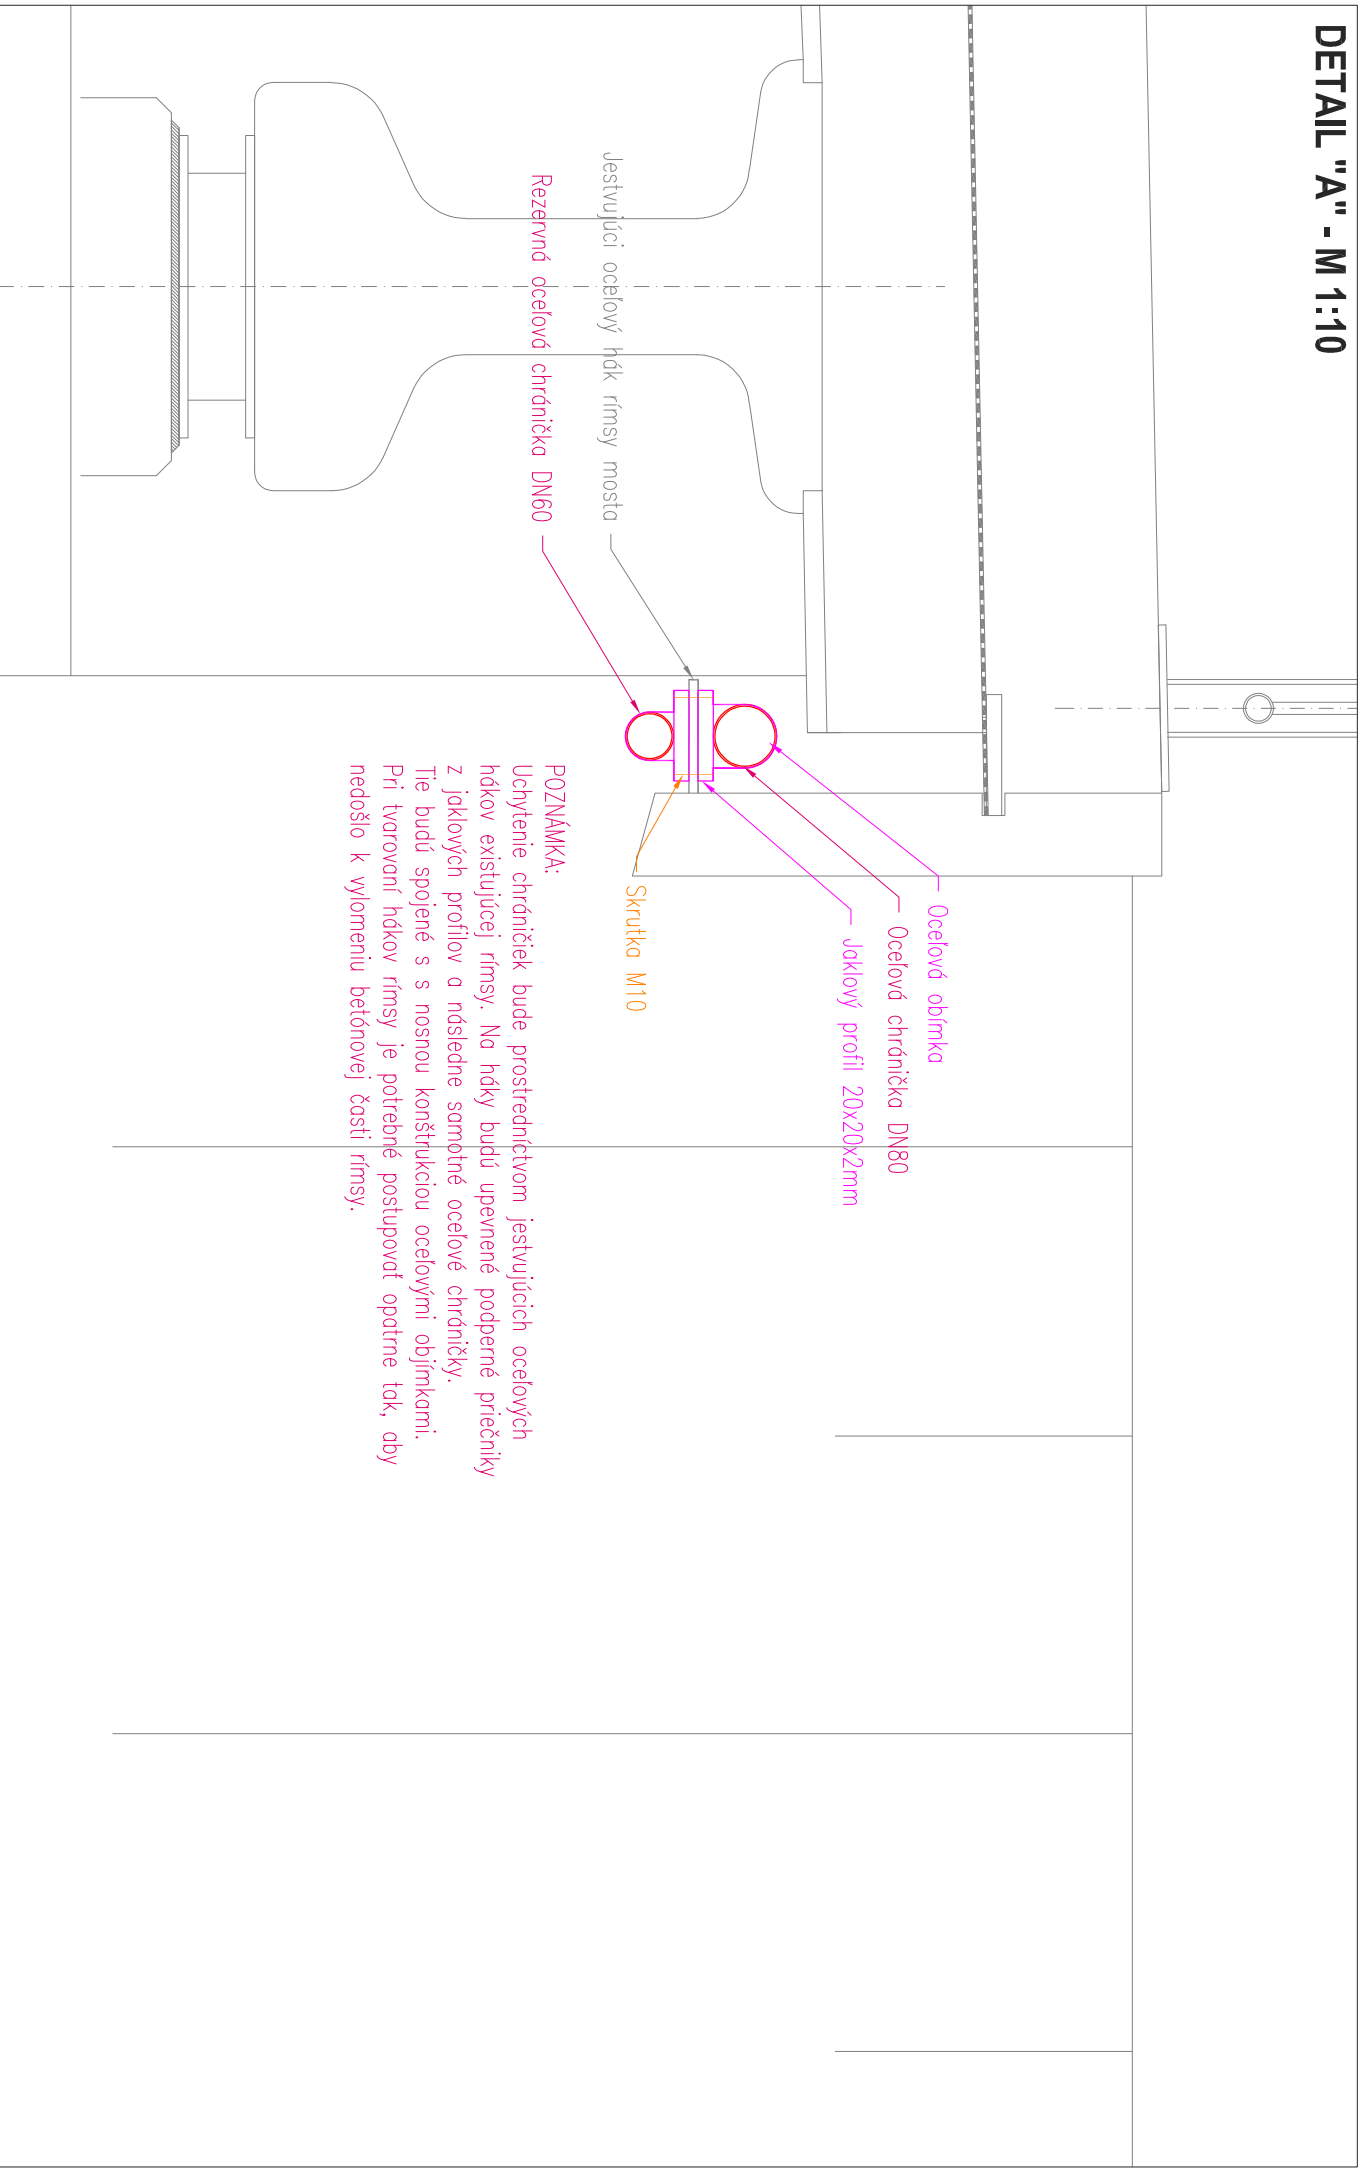 DETAIL "A" - M 1:10
Oceľová obímka
Oceľová chránička DN80
Jaklový profil 20x20x2mm
Skrutka M10
Jestvujúci oceľový hák rímsy mosta
Rezervná oceľová chránička DN60
POZNÁMKA:
Uchytenie chráničiek bude prostredníctvom jestvujúcich oceľových
hákov existujúcej rímsy. Na háky budú upevnené podperné priečniky
z jaklových profilov a následne samotné oceľové chráničky.
Tie budú spojené s s nosnou konštrukciou oceľovými objímkami.
Pri tvarovaní hákov rímsy je potrebné postupovať opatrne tak, aby
nedošlo k vylomeniu betónovej časti rímsy.